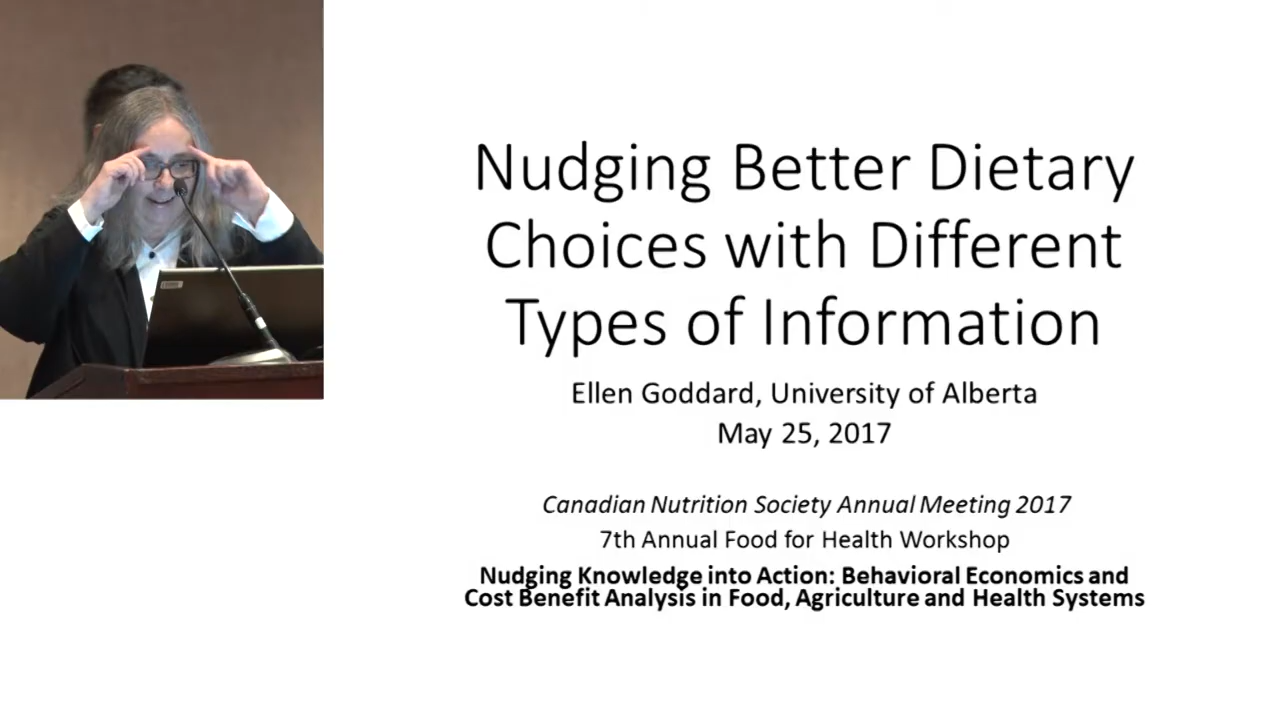 Nudging Better Dietary
Choices with Different
Types of Information
Ellen Goddard, University of Alberta
May 25, 2017
Canadian Nutrition Society Annual Meeting 2017
7th Annual Food for Health Workshop
Nudging Knowledge into Action: Behavioral Economics and
Cost Benefit Analysis in Food, Agriculture and Health Systems